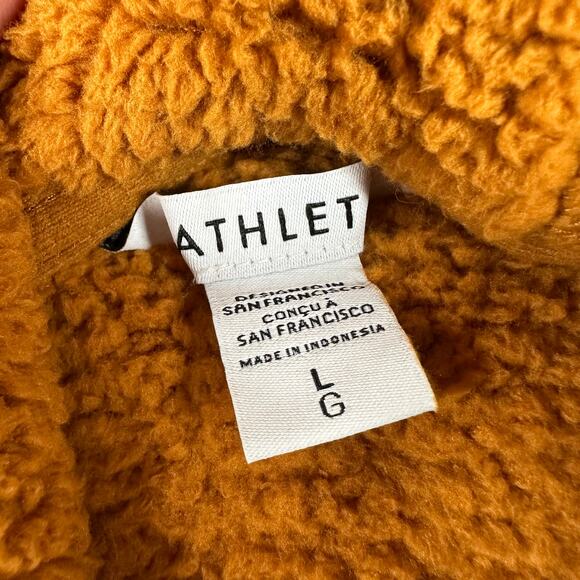 ATHLET
DESIGNED IN
SAN FRANCISCO
CONÇU À
SAN FRANCISCO
MADE IN INDONESIA
L
G